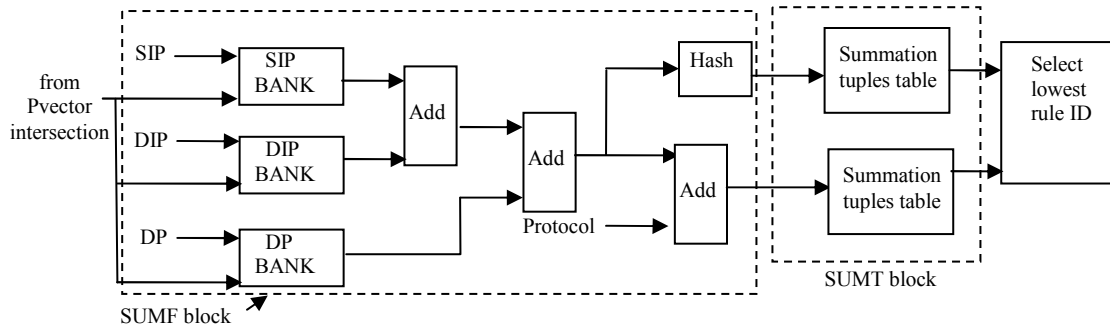 SIP
SIP
BANK
from
Pvector
intersection
Add
Hash
Summation
tuples table
Select
lowest
rule ID
DIP
DIP
BANK
Add
Add
Summation
tuples table
Protocol
DP
DP
BANK
SUMF block
SUMT block